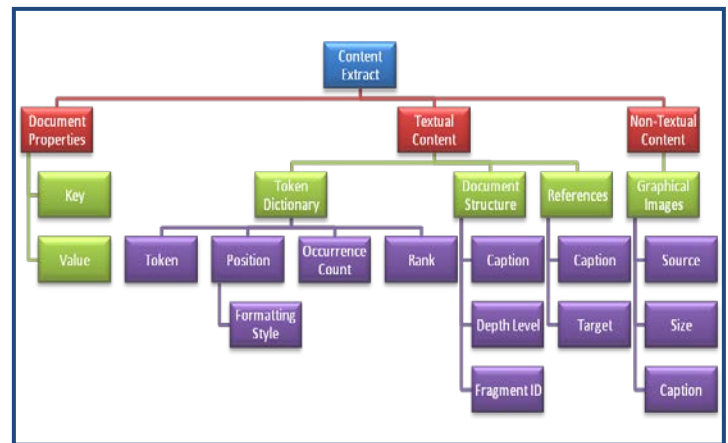 Content
Extract
Document
Properties
Textual
Content
Non-Textual
Content
Key
Value
Token
Dictionary
Document
Structure
References
Graphical
Images
Token
Position
Occurrence
Count
Rank
Caption
Caption
Source
Formatting
Style
Depth Level
Target
Size
Fragment ID
Caption